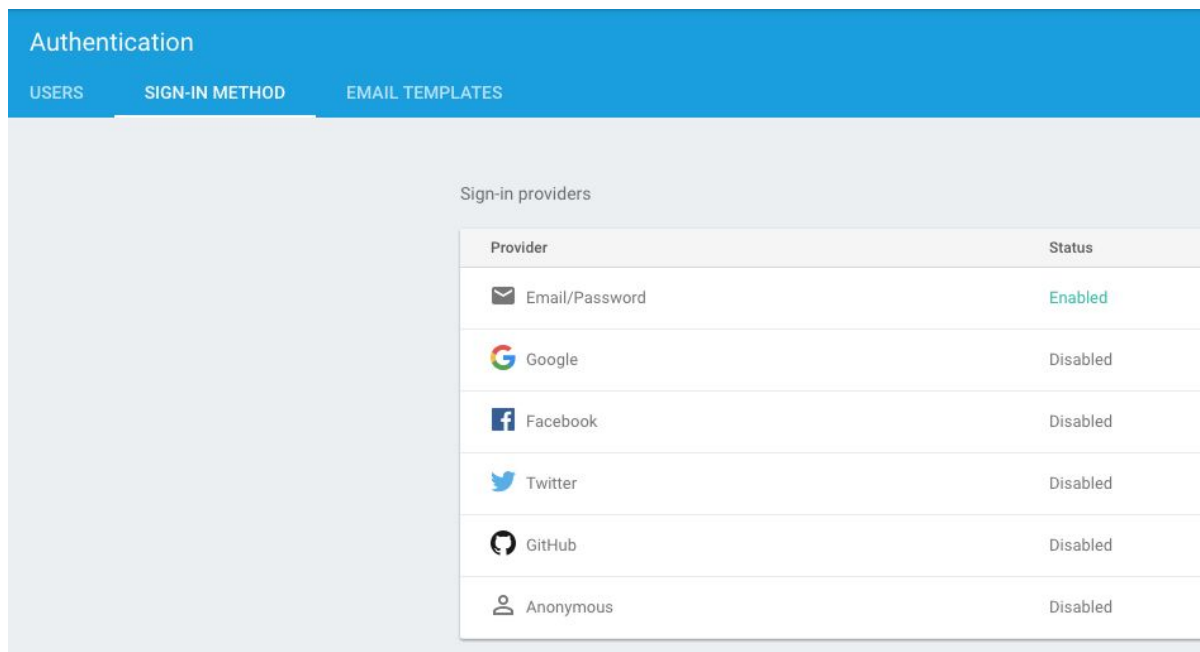 Authentication
USERS SIGN-IN METHOD EMAIL TEMPLATES
Sign-in providers
Provider Status
Email/Password Enabled
Google Disabled
Facebook Disabled
Twitter Disabled
GitHub Disabled
Anonymous Disabled